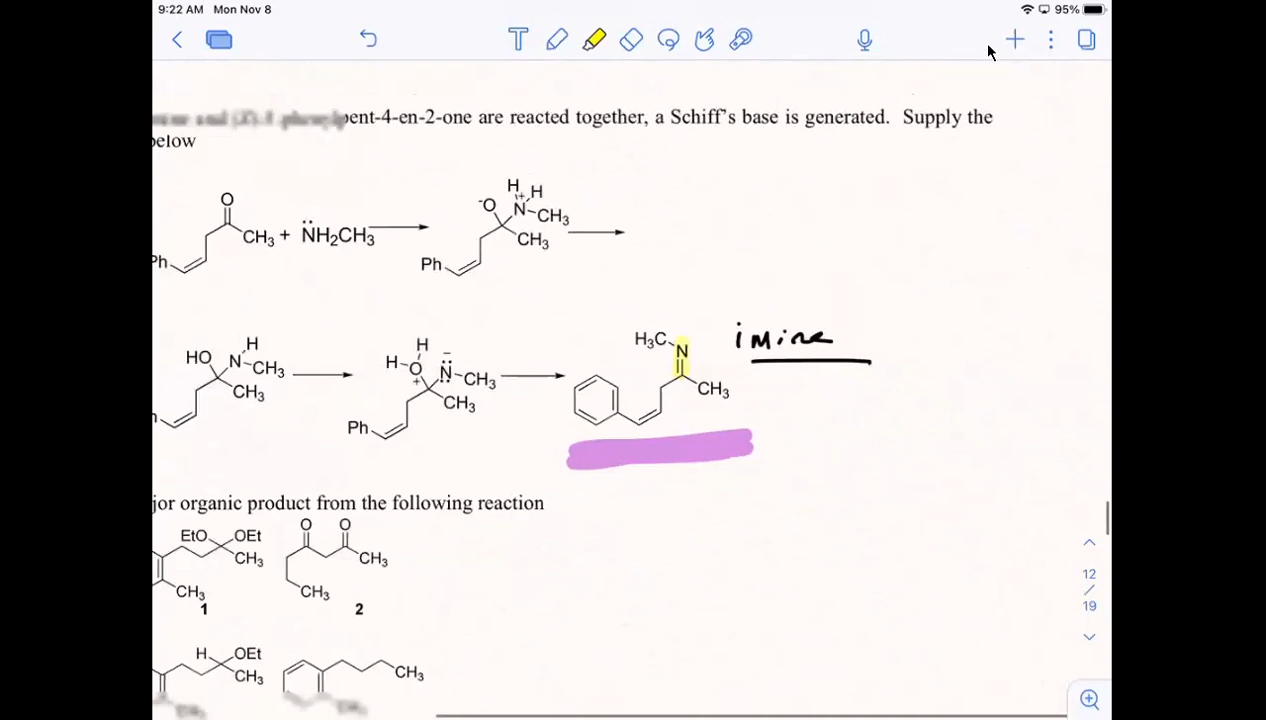 9:22 AM Mon Nov 8
95%
pent-4-en-2-one are reacted together, a Schiff's base is generated. Supply the
below
O
CH3 + NH2CH3
Ph
-O H + H N CH3
CH3
Ph
HO H N CH3
CH3
H H O + - N CH3
CH3
Ph
H3C N
CH3
imine
jor organic product from the following reaction
EtO OEt
CH3
CH3
1
O O
CH3
CH3
2
H OEt
CH3
CH3
12
/
19